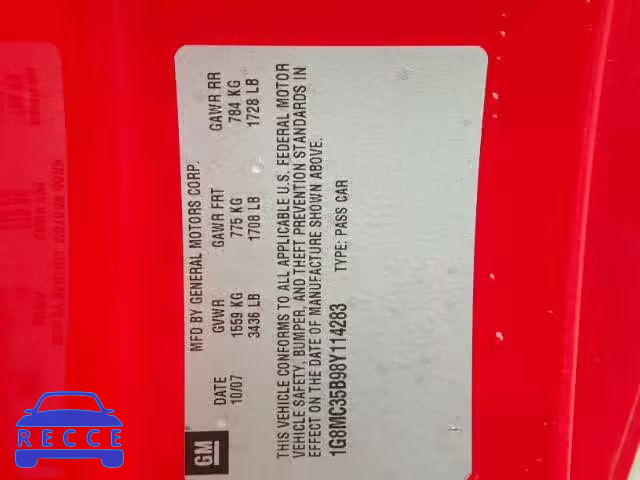 MFD BY GENERAL MOTORS CORP.
DATE GVWR GAWR FRT GAWR RR
10/07 1559 KG 775 KG 784 KG
3436 LB 1708 LB 1728 LB
THIS VEHICLE CONFORMS TO ALL APPLICABLE U.S. FEDERAL MOTOR
VEHICLE SAFETY, BUMPER, AND THEFT PREVENTION STANDARDS IN
EFFECT ON THE DATE OF MANUFACTURE SHOWN ABOVE.
1G8MC35B98Y114283 TYPE: PASS CAR
GM
RECCE